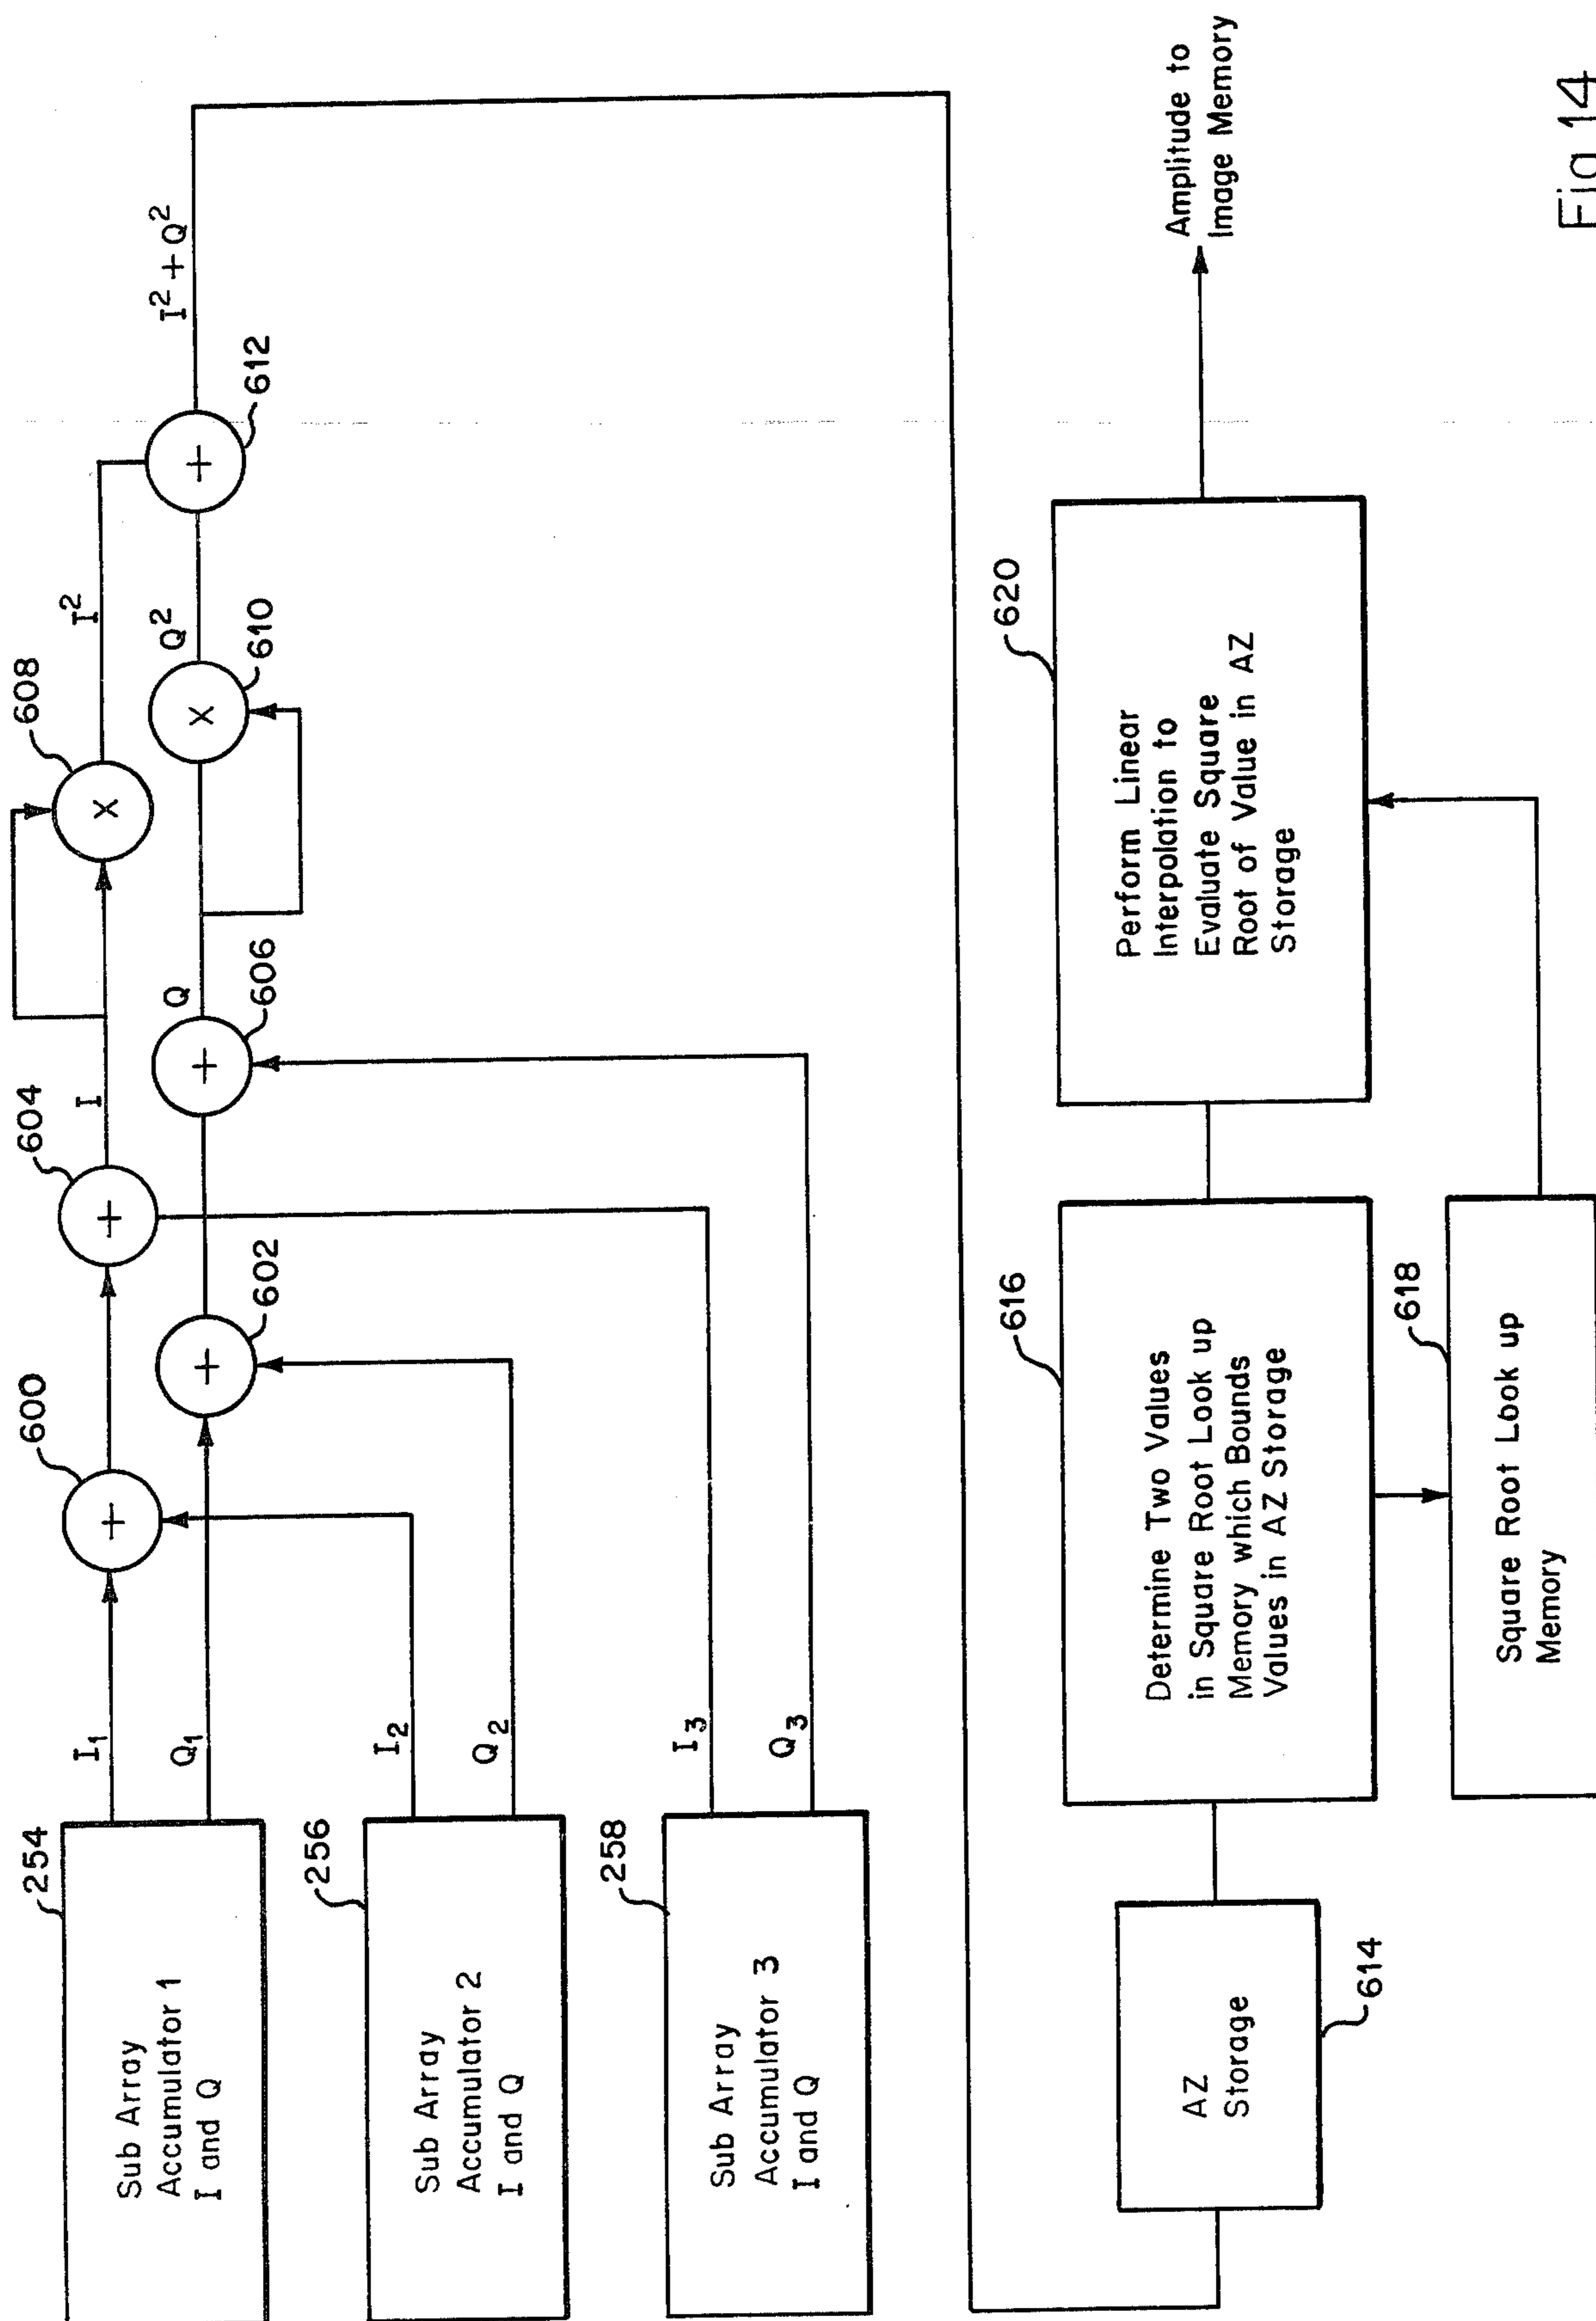 254
Sub Array
Accumulator 1
I and Q
I1
Q1
256
Sub Array
Accumulator 2
I and Q
I2
Q2
258
Sub Array
Accumulator 3
I and Q
I3
Q3
600
+
602
+
604
+
I
606
+
Q
608
X
I²
610
X
Q²
612
+
I² + Q²
AZ
Storage
614
616
Determine Two Values
in Square Root Look up
Memory which Bounds
Values in AZ Storage
618
Square Root Look up
Memory
620
Perform Linear
Interpolation to
Evaluate Square
Root of Value in AZ
Storage
Amplitude to
Image Memory
Fig 14